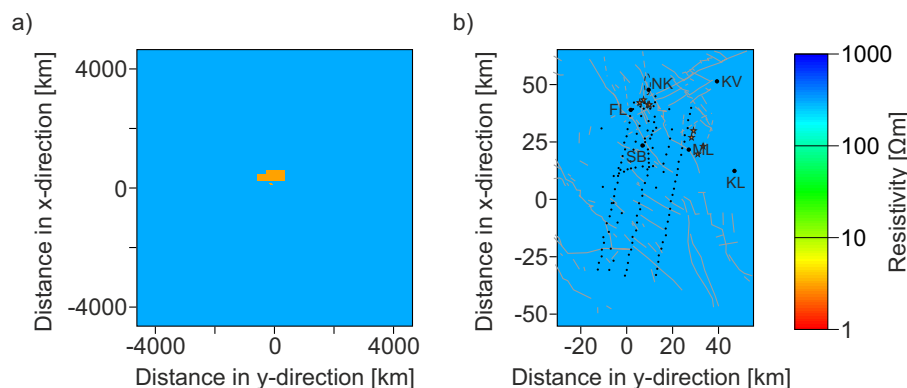 a)
b)
4000
0
-4000
Distance in x-direction [km]
-4000
0
4000
Distance in y-direction [km]
50
25
0
-25
-50
Distance in x-direction [km]
-20
0
20
40
Distance in y-direction [km]
NK
KV
FL
SB
ML
KL
1000
100
10
1
Resistivity [Ωm]